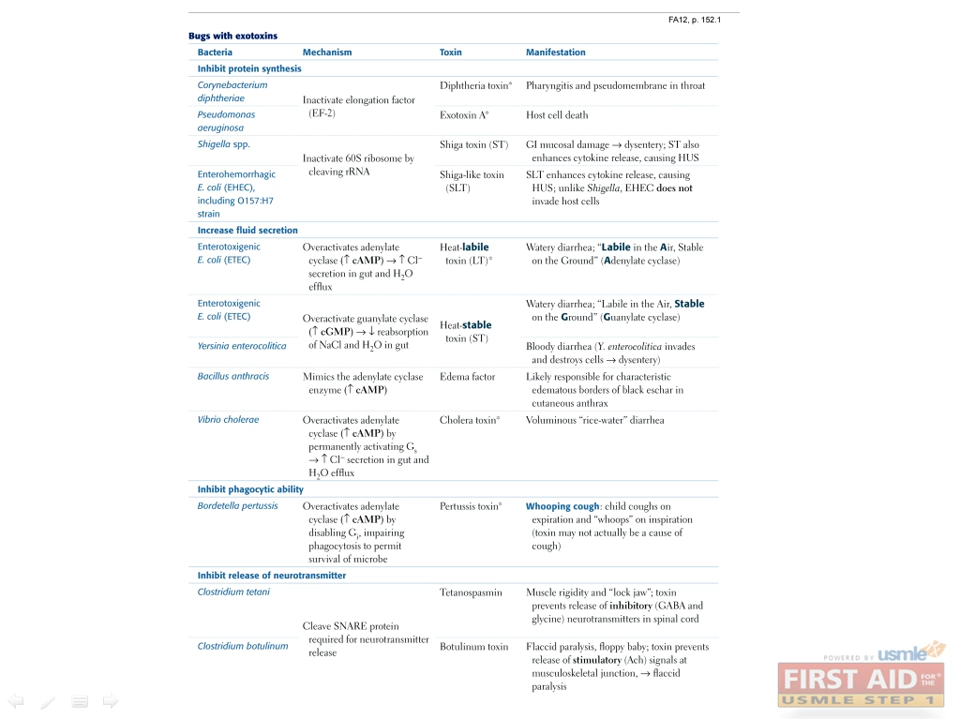 FA12, p. 152.1
Bugs with exotoxins
Bacteria Mechanism Toxin Manifestation
Inhibit protein synthesis
Corynebacterium
diphtheriae
Inactivate elongation factor
(EF-2)
Diphtheria toxin*
Pharyngitis and pseudomembrane in throat
Pseudomonas
aeruginosa
Exotoxin A*
Host cell death
Shigella spp.
Inactivate 60S ribosome by
cleaving rRNA
Shiga toxin (ST)
GI mucosal damage → dysentery; ST also
enhances cytokine release, causing HUS
Enterohemorrhagic
E. coli (EHEC),
including O157:H7
strain
Shiga-like toxin
(SLT)
SLT enhances cytokine release, causing
HUS; unlike Shigella, EHEC does not
invade host cells
Increase fluid secretion
Enterotoxigenic
E. coli (ETEC)
Overactivates adenylate
cyclase (↑ cAMP) → ↑ Cl⁻
secretion in gut and H₂O
efflux
Heat-labile
toxin (LT)*
Watery diarrhea; “Labile in the Air, Stable
on the Ground” (Adenylate cyclase)
Enterotoxigenic
E. coli (ETEC)
Overactivate guanylate cyclase
(↑ cGMP) → ↓ reabsorption
of NaCl and H₂O in gut
Heat-stable
toxin (ST)
Watery diarrhea; “Labile in the Air, Stable
on the Ground” (Guanylate cyclase)
Yersinia enterocolitica
Bloody diarrhea (Y. enterocolitica invades
and destroys cells → dysentery)
Bacillus anthracis
Mimics the adenylate cyclase
enzyme (↑ cAMP)
Edema factor
Likely responsible for characteristic
edematous borders of black eschar in
cutaneous anthrax
Vibrio cholerae
Overactivates adenylate
cyclase (↑ cAMP) by
permanently activating Gₛ
→ ↑ Cl⁻ secretion in gut and
H₂O efflux
Cholera toxin*
Voluminous “rice-water” diarrhea
Inhibit phagocytic ability
Bordetella pertussis
Overactivates adenylate
cyclase (↑ cAMP) by
disabling Gᵢ, impairing
phagocytosis to permit
survival of microbe
Pertussis toxin*
Whooping cough: child coughs on
expiration and “whoops” on inspiration
(toxin may not actually be a cause of
cough)
Inhibit release of neurotransmitter
Clostridium tetani
Cleave SNARE protein
required for neurotransmitter
release
Tetanospasmin
Muscle rigidity and “lock jaw”; toxin
prevents release of inhibitory (GABA and
glycine) neurotransmitters in spinal cord
Clostridium botulinum
Botulinum toxin
Flaccid paralysis, floppy baby; toxin prevents
release of stimulatory (Ach) signals at
musculoskeletal junction, → flaccid
paralysis
POWERED BY usmle
FIRST AID FOR THE®
USMLE STEP 1